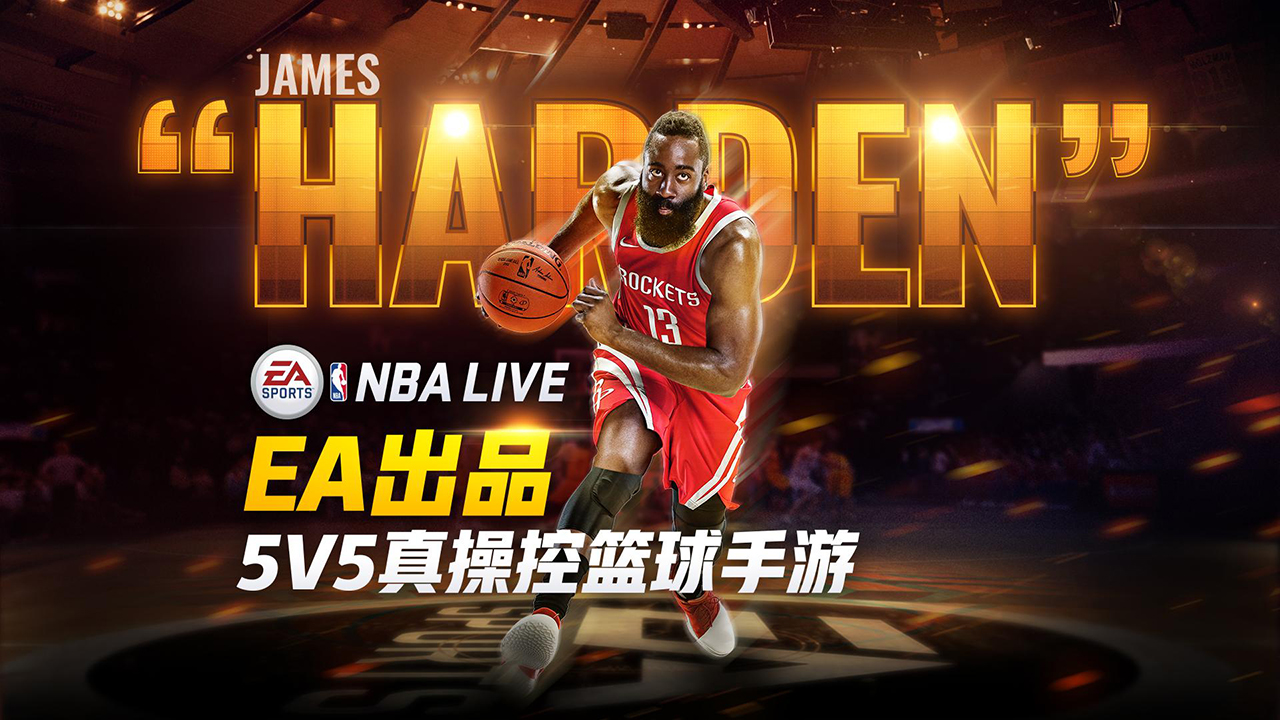 JAMES
“HARDEN”
SPALDING
ROCKETS
13
EA
SPORTS
NBA LIVE
EA出品
5V5真操控篮球手游